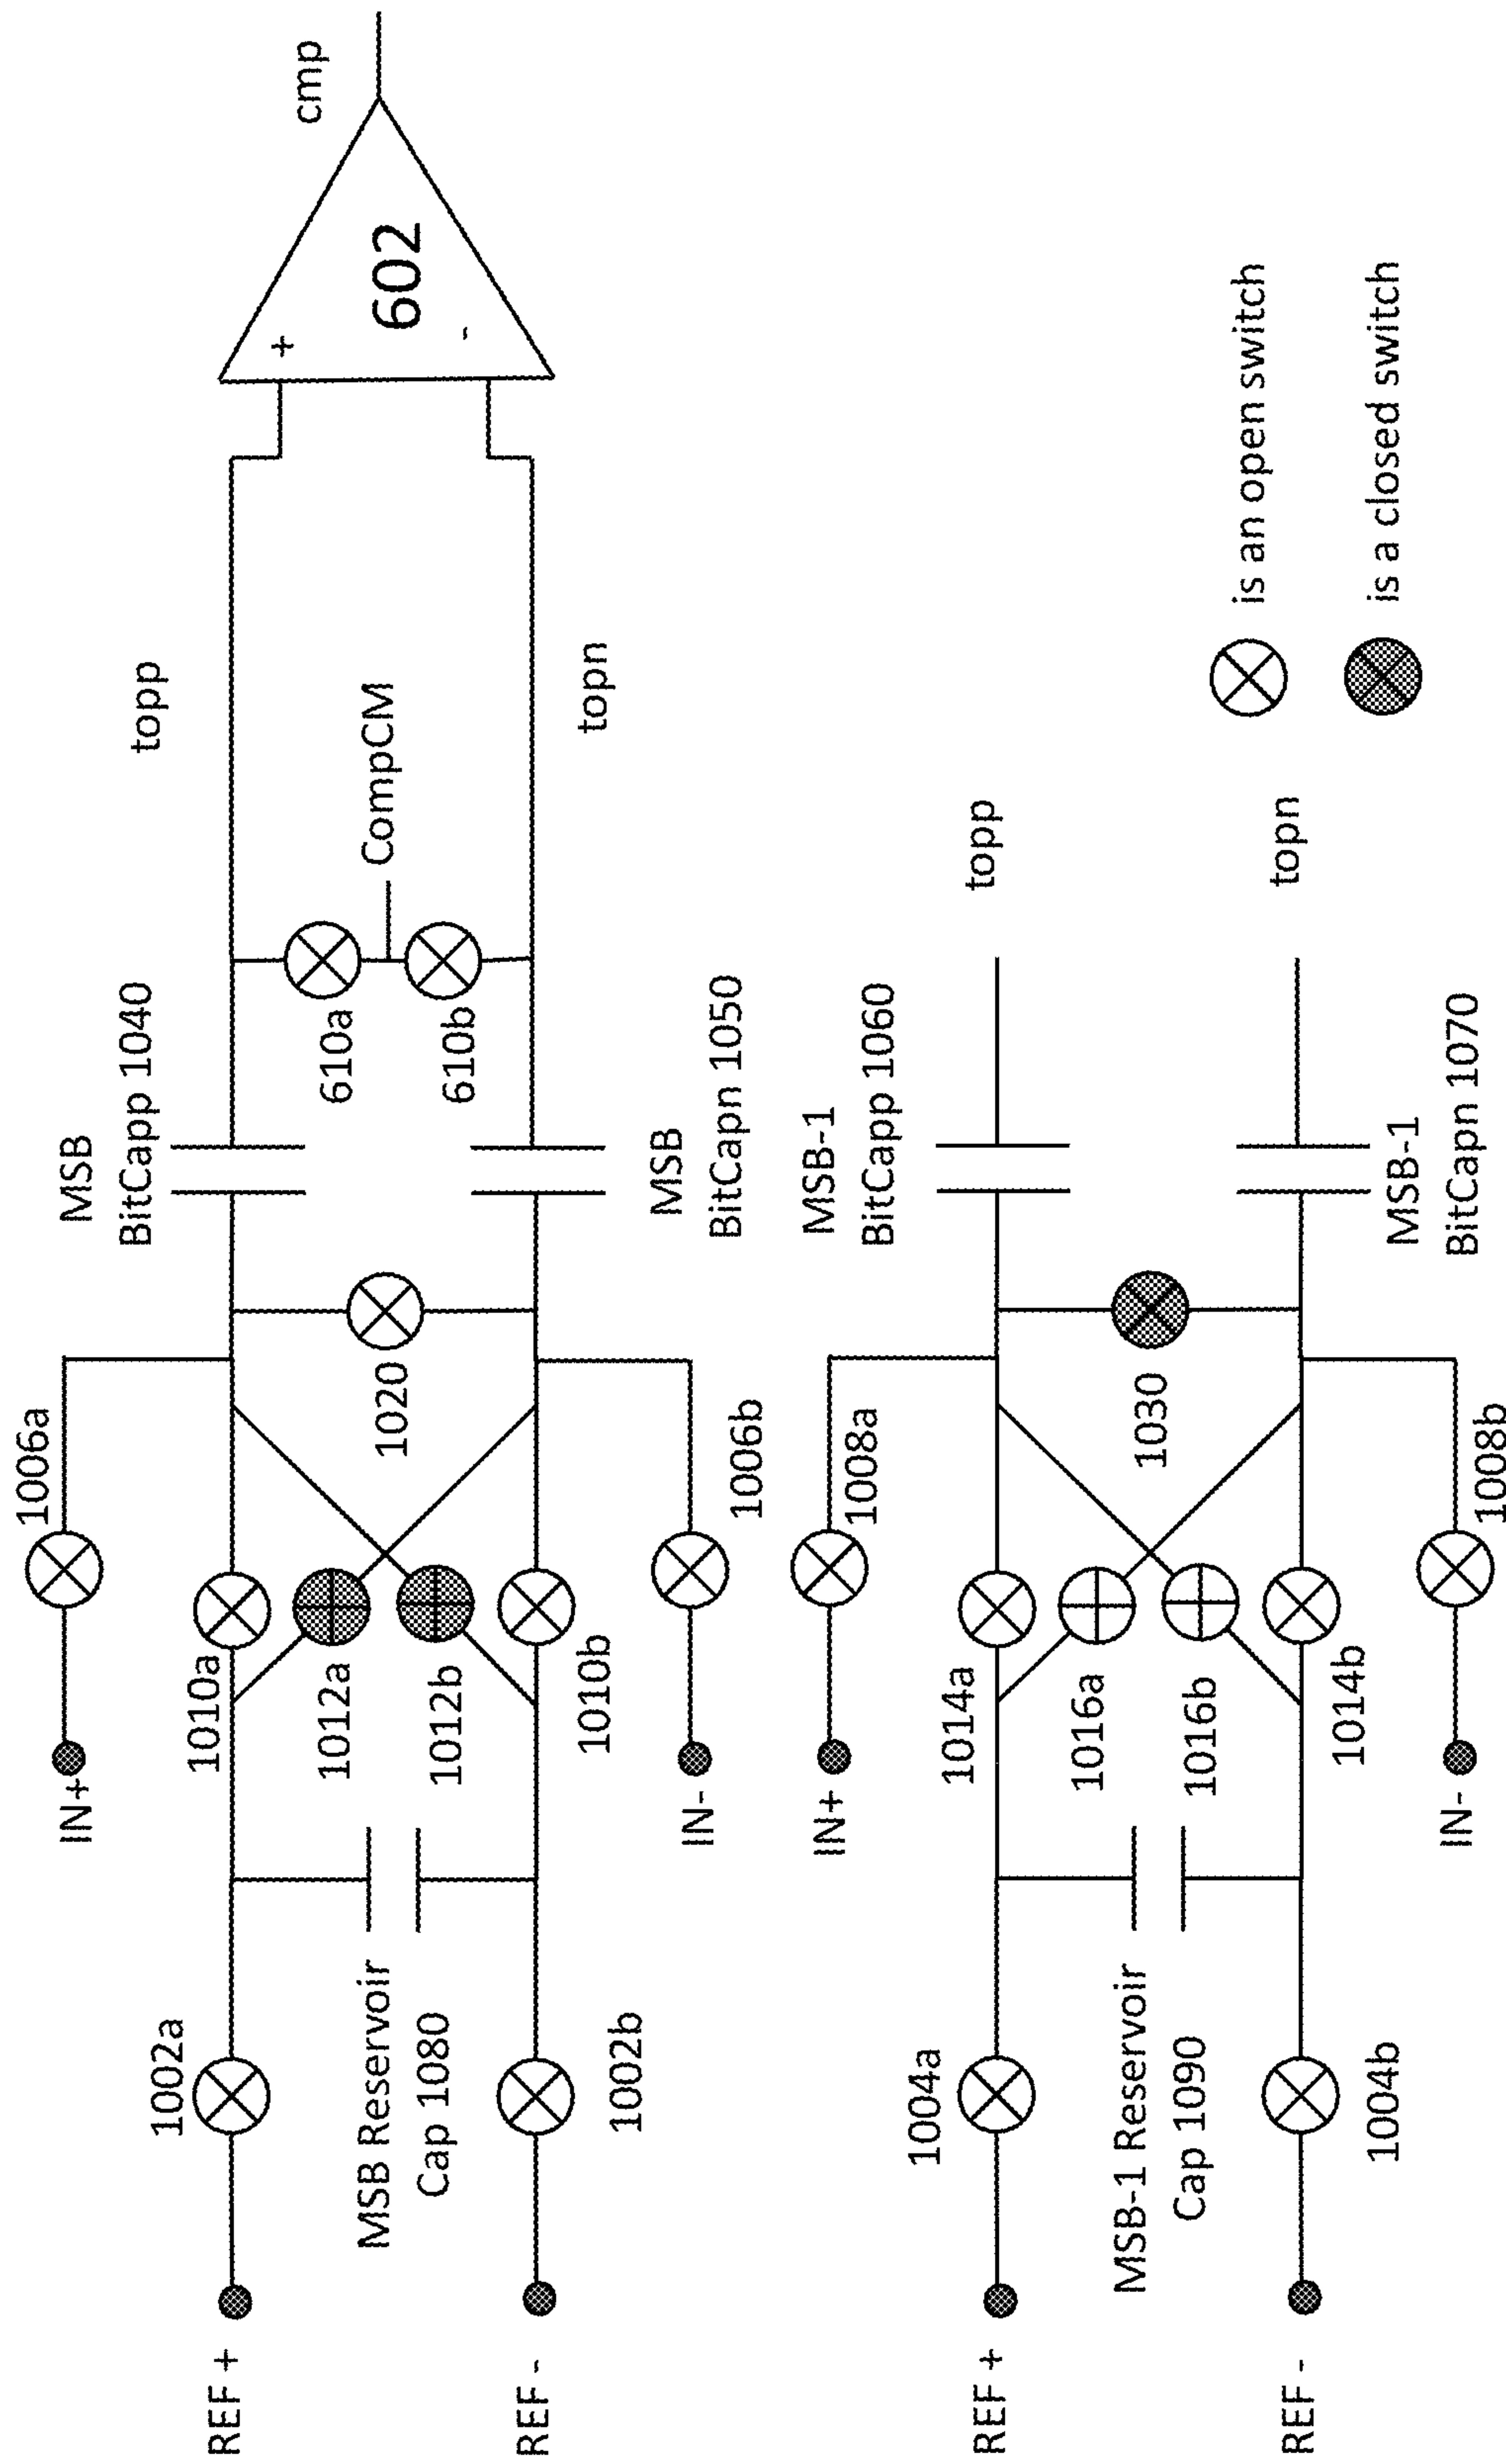 IN+
1006a
MSB
BitCapp 1040
topp
cmp
REF +
1002a
1010a
1012a
1020
610a
CompCM
+
602
-
MSB Reservoir
Cap 1080
1012b
610b
REF -
1002b
1010b
topn
IN-
1006b
MSB
BitCapn 1050
IN+
1008a
MSB-1
BitCapp 1060
topp
REF +
1004a
1014a
1016a
1030
MSB-1 Reservoir
Cap 1090
1016b
REF -
1004b
1014b
topn
IN-
1008b
MSB-1
BitCapn 1070
is an open switch
is a closed switch